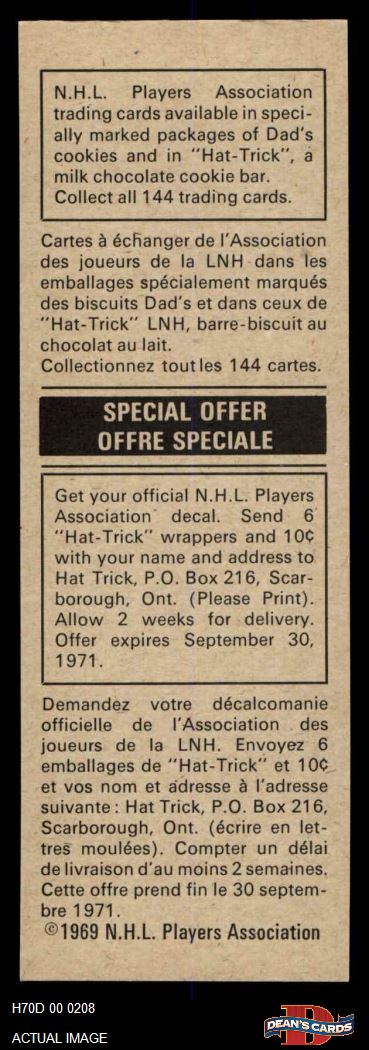 N.H.L. Players Association
trading cards available in speci-
ally marked packages of Dad's
cookies and in "Hat-Trick", a
milk chocolate cookie bar.
Collect all 144 trading cards.
Cartes à échanger de l'Association
des joueurs de la LNH dans les
emballages spécialement marqués
des biscuits Dad's et dans ceux de
"Hat-Trick" LNH, barre-biscuit au
chocolat au lait.
Collectionnez toutles 144 cartes.
SPECIAL OFFER
OFFRE SPECIALE
Get your official N.H.L. Players
Association decal. Send 6
"Hat-Trick" wrappers and 10¢
with your name and address to
Hat Trick, P.O. Box 216, Scar-
borough, Ont. (Please Print).
Allow 2 weeks for delivery.
Offer expires September 30,
1971.
Demandez votre décalcomanie
officielle de l'Association des
joueurs de la LNH. Envoyez 6
emballages de "Hat-Trick" et 10¢
et vos nom et adresse à l'adresse
suivante : Hat Trick, P.O. Box 216,
Scarborough, Ont. (écrire en let-
tres moulées). Compter un délai
de livraison d'au moins 2 semaines.
Cette offre prend fin le 30 septem-
bre 1971.
©1969 N.H.L. Players Association
H70D 00 0208
ACTUAL IMAGE
DEAN'S CARDS